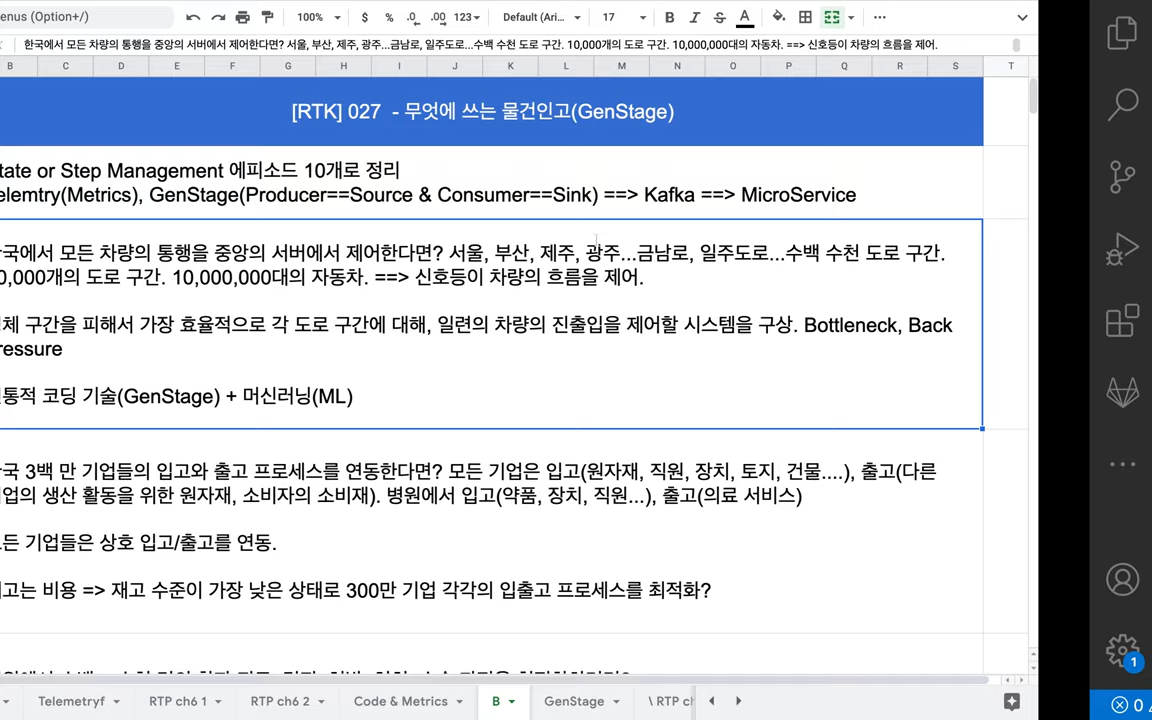 enus (Option+/)
100% $ % .0 .00 123 Default (Ari... 17 B I S A
한국에서 모든 차량의 통행을 중앙의 서버에서 제어한다면? 서울, 부산, 제주, 광주...금남로, 일주도로...수백 수천 도로 구간. 10,000개의 도로 구간. 10,000,000대의 자동차. ==> 신호등이 차량의 흐름을 제어.
B C D E F G H I J K L M N O P Q R S T
[RTK] 027 - 무엇에 쓰는 물건인고(GenStage)
tate or Step Management 에피소드 10개로 정리
elemtry(Metrics), GenStage(Producer==Source & Consumer==Sink) ==> Kafka ==> MicroService
국에서 모든 차량의 통행을 중앙의 서버에서 제어한다면? 서울, 부산, 제주, 광주...금남로, 일주도로...수백 수천 도로 구간.
0,000개의 도로 구간. 10,000,000대의 자동차. ==> 신호등이 차량의 흐름을 제어.
체 구간을 피해서 가장 효율적으로 각 도로 구간에 대해, 일련의 차량의 진출입을 제어할 시스템을 구상. Bottleneck, Back
ressure
통적 코딩 기술(GenStage) + 머신러닝(ML)
국 3백 만 기업들의 입고와 출고 프로세스를 연동한다면? 모든 기업은 입고(원자재, 직원, 장치, 토지, 건물....), 출고(다른
업의 생산 활동을 위한 원자재, 소비자의 소비재). 병원에서 입고(약품, 장치, 직원...), 출고(의료 서비스)
든 기업들은 상호 입고/출고를 연동.
고는 비용 => 재고 수준이 가장 낮은 상태로 300만 기업 각각의 입출고 프로세스를 최적화?
Telemetryf RTP ch6 1 RTP ch6 2 Code & Metrics B GenStage \ RTP ch
1
0